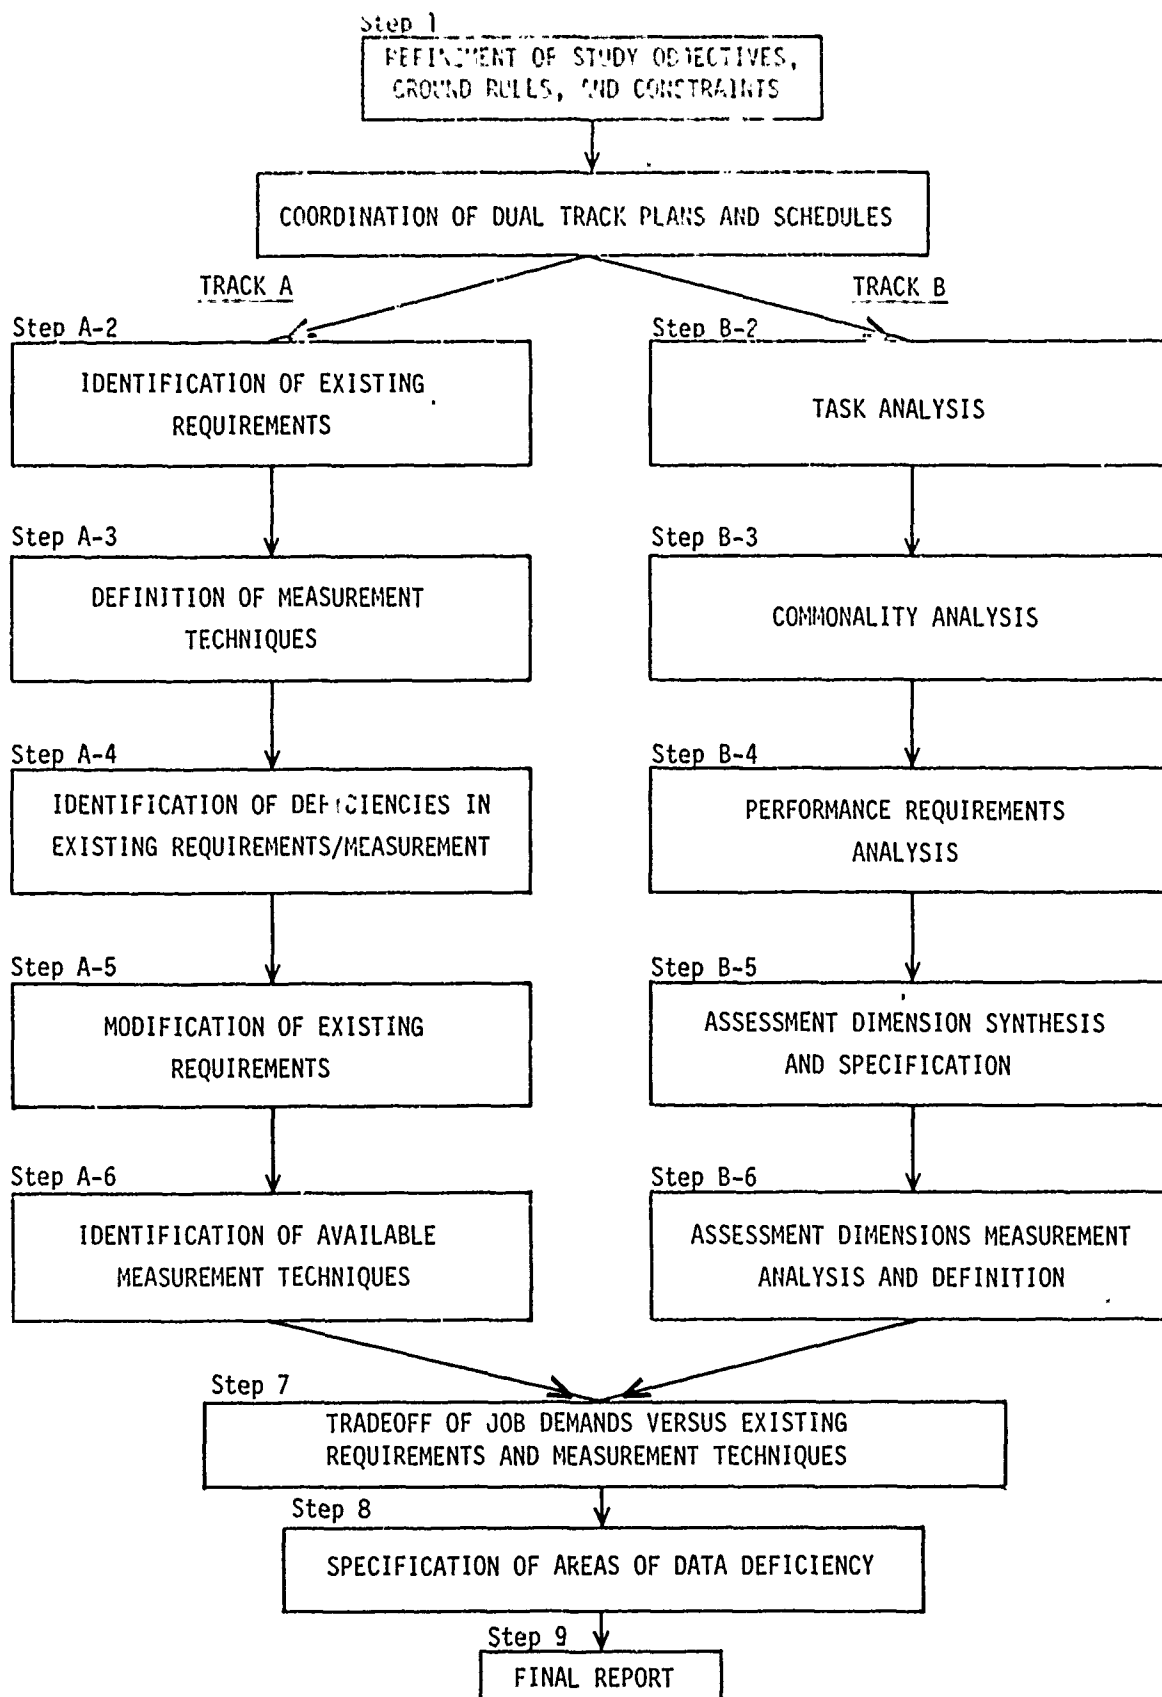 Step 1
REFINEMENT OF STUDY OBJECTIVES,
GROUND RULES, AND CONSTRAINTS
COORDINATION OF DUAL TRACK PLANS AND SCHEDULES
TRACK A
TRACK B
Step A-2
IDENTIFICATION OF EXISTING
REQUIREMENTS
Step B-2
TASK ANALYSIS
Step A-3
DEFINITION OF MEASUREMENT
TECHNIQUES
Step B-3
COMMONALITY ANALYSIS
Step A-4
IDENTIFICATION OF DEFICIENCIES IN
EXISTING REQUIREMENTS/MEASUREMENT
Step B-4
PERFORMANCE REQUIREMENTS
ANALYSIS
Step A-5
MODIFICATION OF EXISTING
REQUIREMENTS
Step B-5
ASSESSMENT DIMENSION SYNTHESIS
AND SPECIFICATION
Step A-6
IDENTIFICATION OF AVAILABLE
MEASUREMENT TECHNIQUES
Step B-6
ASSESSMENT DIMENSIONS MEASUREMENT
ANALYSIS AND DEFINITION
Step 7
TRADEOFF OF JOB DEMANDS VERSUS EXISTING
REQUIREMENTS AND MEASUREMENT TECHNIQUES
Step 8
SPECIFICATION OF AREAS OF DATA DEFICIENCY
Step 9
FINAL REPORT